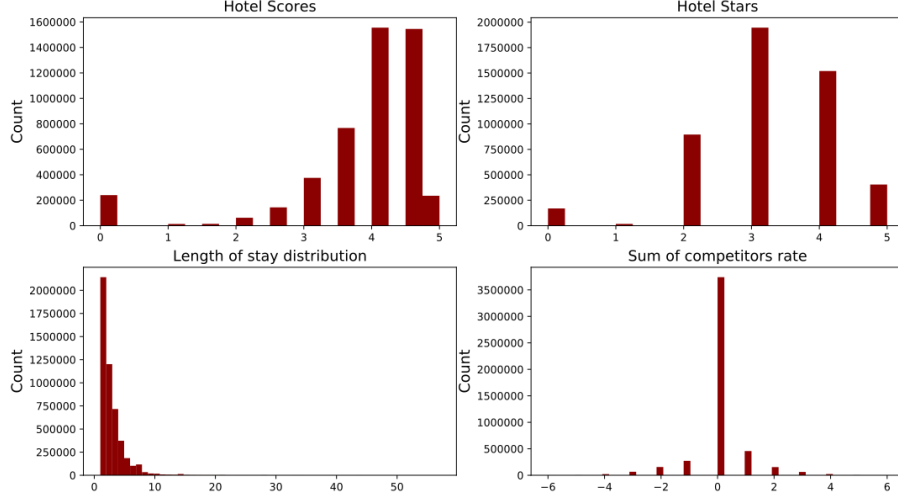 Hotel Scores
1600000
1400000
1200000
1000000
800000
600000
400000
200000
0
Count
0 1 2 3 4 5
Hotel Stars
2000000
1750000
1500000
1250000
1000000
750000
500000
250000
0
Count
0 1 2 3 4 5
Length of stay distribution
2000000
1750000
1500000
1250000
1000000
750000
500000
250000
0
Count
0 10 20 30 40 50
Sum of competitors rate
3500000
3000000
2500000
2000000
1500000
1000000
500000
0
Count
−6 −4 −2 0 2 4 6